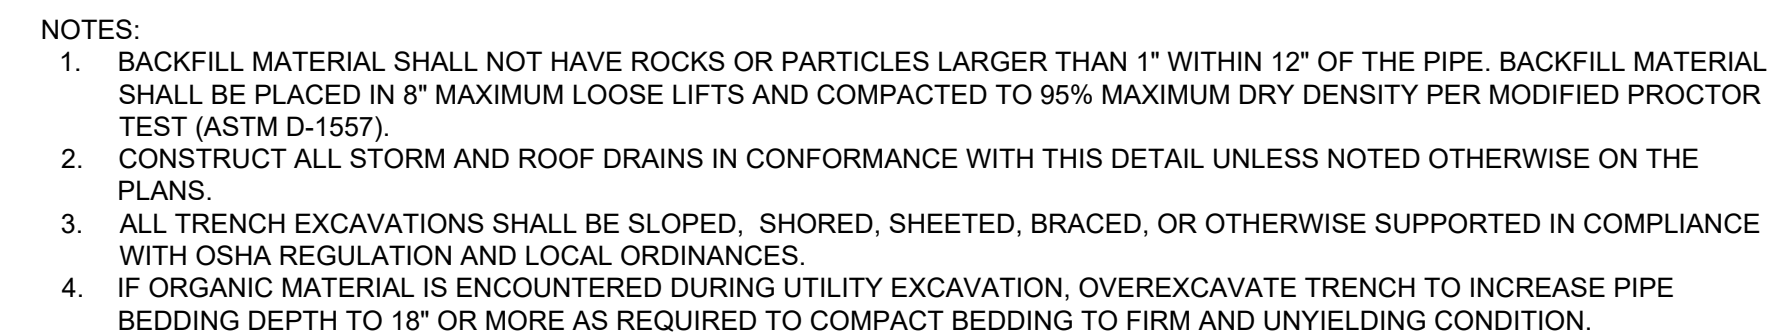 NOTES:
1. BACKFILL MATERIAL SHALL NOT HAVE ROCKS OR PARTICLES LARGER THAN 1" WITHIN 12" OF THE PIPE. BACKFILL MATERIAL
SHALL BE PLACED IN 8" MAXIMUM LOOSE LIFTS AND COMPACTED TO 95% MAXIMUM DRY DENSITY PER MODIFIED PROCTOR
TEST (ASTM D-1557).
2. CONSTRUCT ALL STORM AND ROOF DRAINS IN CONFORMANCE WITH THIS DETAIL UNLESS NOTED OTHERWISE ON THE
PLANS.
3. ALL TRENCH EXCAVATIONS SHALL BE SLOPED, SHORED, SHEETED, BRACED, OR OTHERWISE SUPPORTED IN COMPLIANCE
WITH OSHA REGULATION AND LOCAL ORDINANCES.
4. IF ORGANIC MATERIAL IS ENCOUNTERED DURING UTILITY EXCAVATION, OVEREXCAVATE TRENCH TO INCREASE PIPE
BEDDING DEPTH TO 18" OR MORE AS REQUIRED TO COMPACT BEDDING TO FIRM AND UNYIELDING CONDITION.